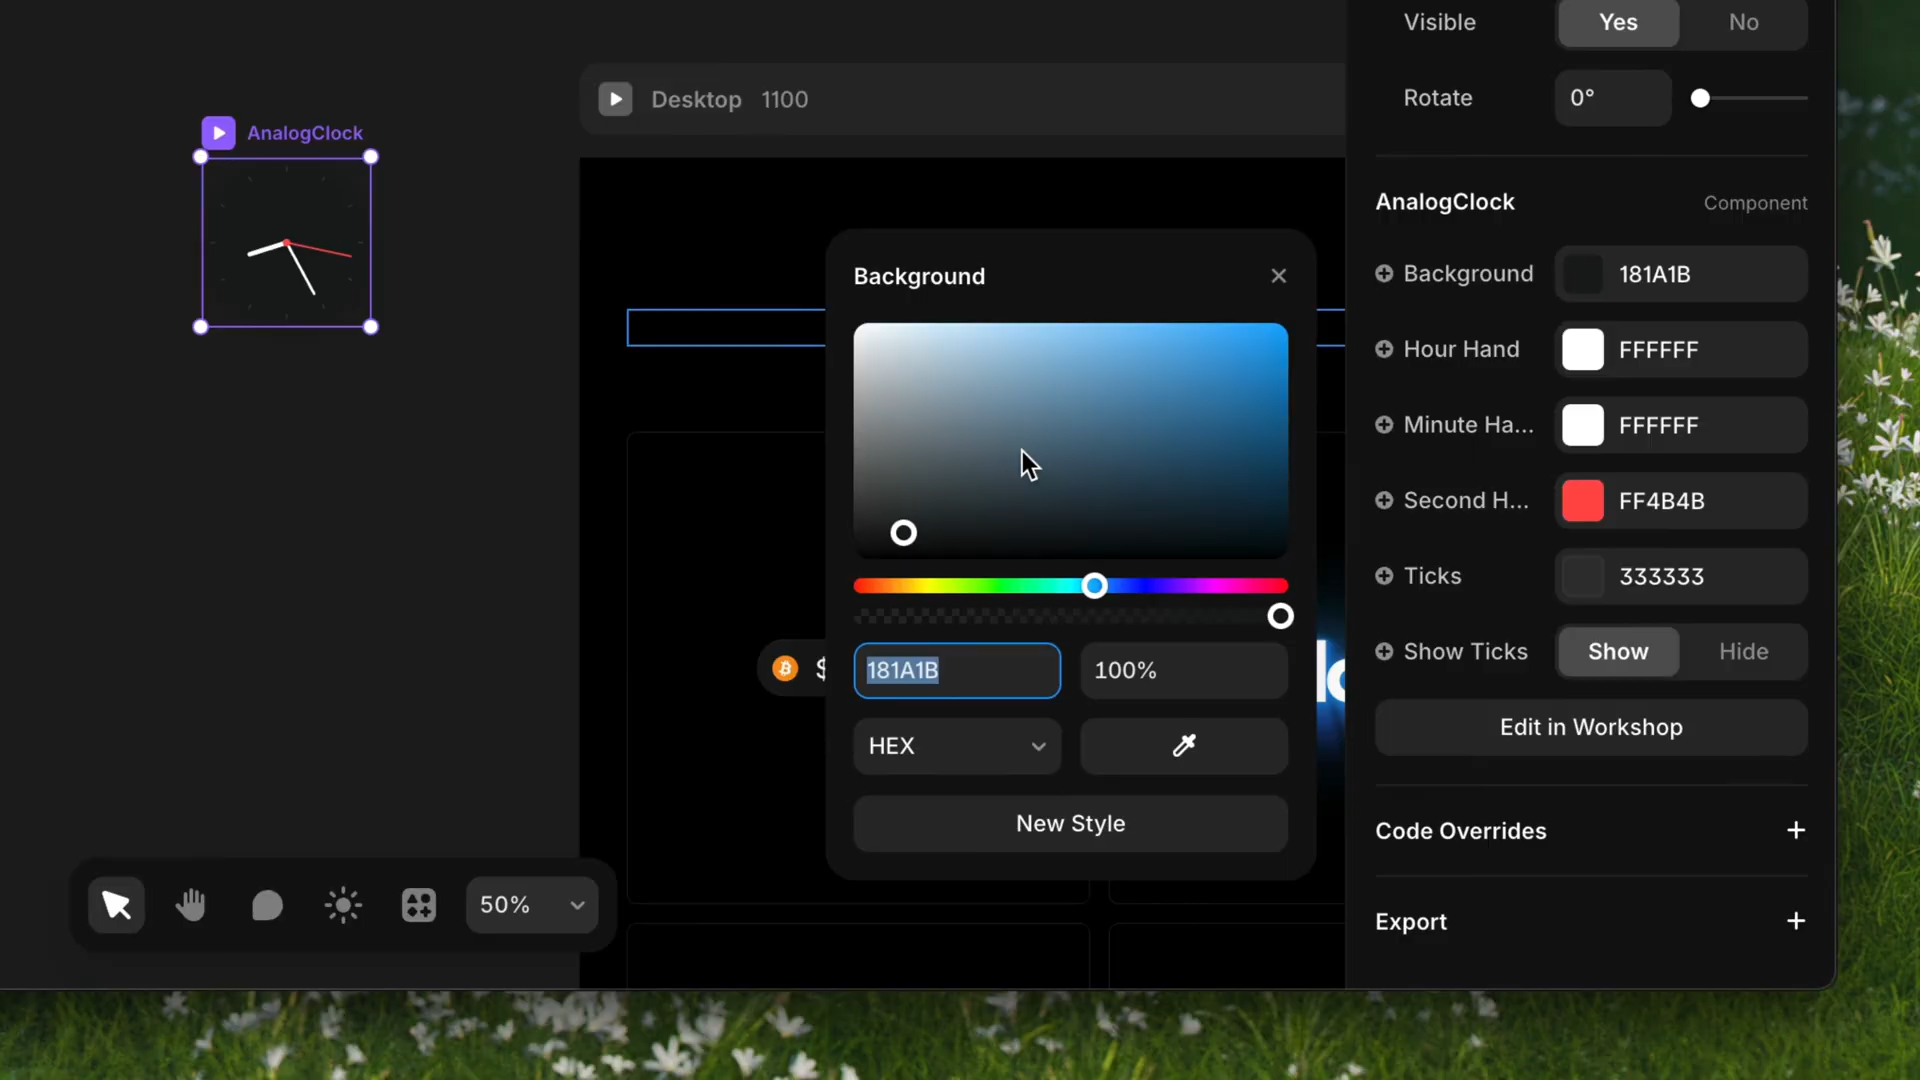 Visible
Yes
No
Desktop 1100
Rotate
0°
AnalogClock
AnalogClock
Component
Background
Background
181A1B
Hour Hand
FFFFFF
Minute Ha...
FFFFFF
Second H...
FF4B4B
Ticks
333333
Show Ticks
Show
Hide
$
181A1B
100%
Edit in Workshop
HEX
New Style
Code Overrides
50%
Export